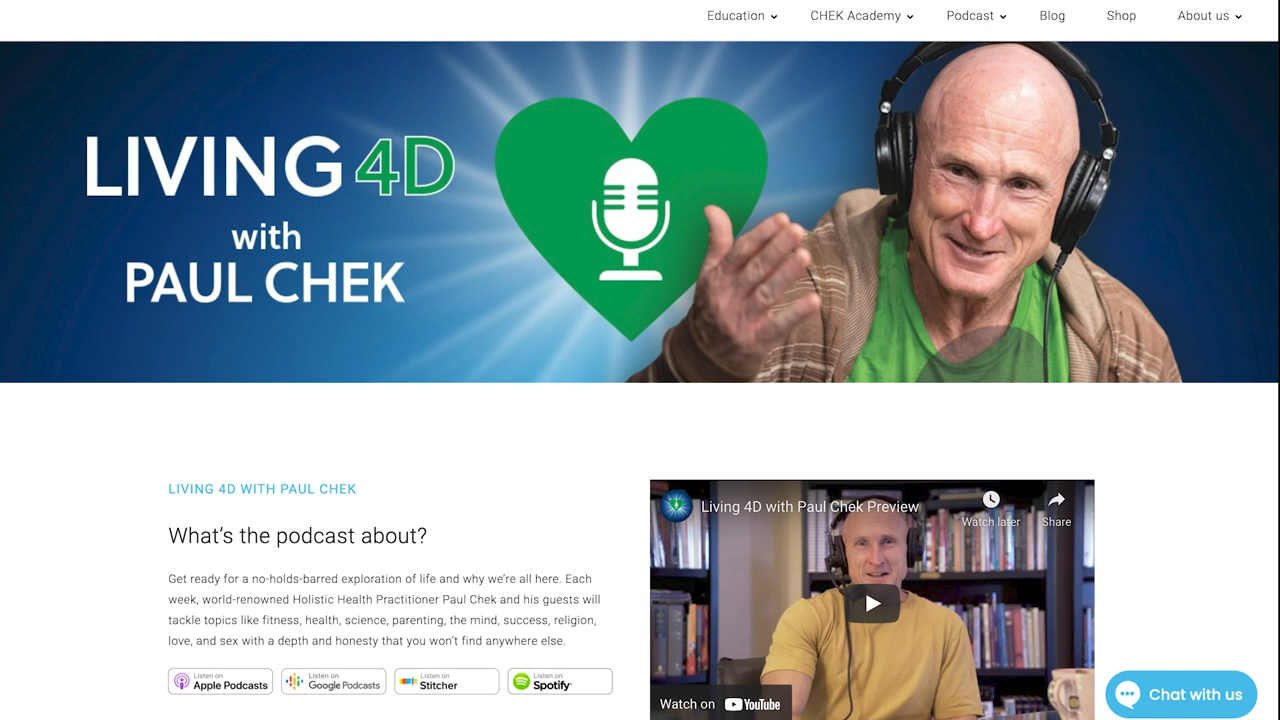 Education
CHEK Academy
Podcast
Blog
Shop
About us
LIVING 4D
with
PAUL CHEK
LIVING 4D WITH PAUL CHEK
What's the podcast about?
Get ready for a no-holds-barred exploration of life and why we're all here. Each
week, world-renowned Holistic Health Practitioner Paul Chek and his guests will
tackle topics like fitness, health, science, parenting, the mind, success, religion,
love, and sex with a depth and honesty that you won't find anywhere else.
Listen on
Apple Podcasts
Listen on
Google Podcasts
Listen on
Stitcher
Listen on
Spotify
Living 4D with Paul Chek Preview
Watch later
Share
Watch on YouTube
Chat with us